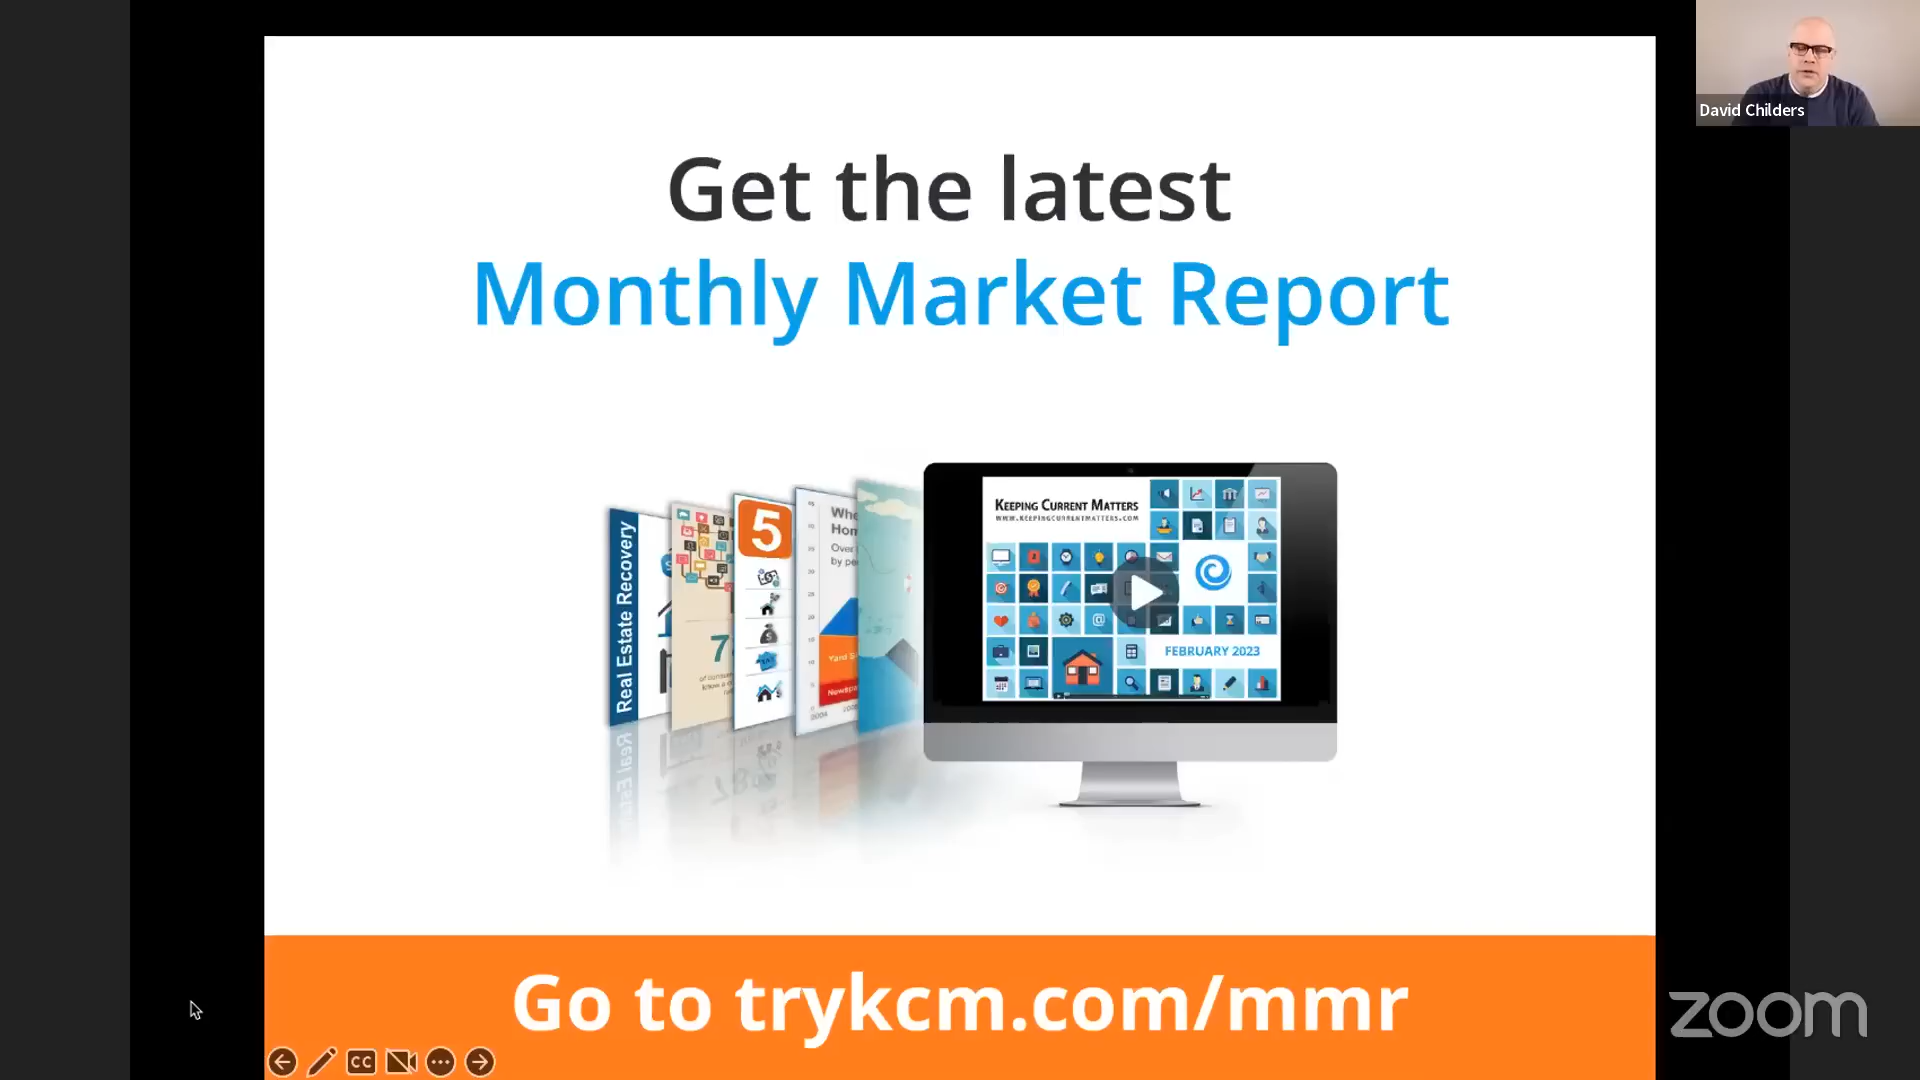 David Childers
Get the latest
Monthly Market Report
Real Estate Recovery
5
KEEPING CURRENT MATTERS
WWW.KEEPINGCURRENTMATTERS.COM
FEBRUARY 2023
Go to trykcm.com/mmr
CC
zoom